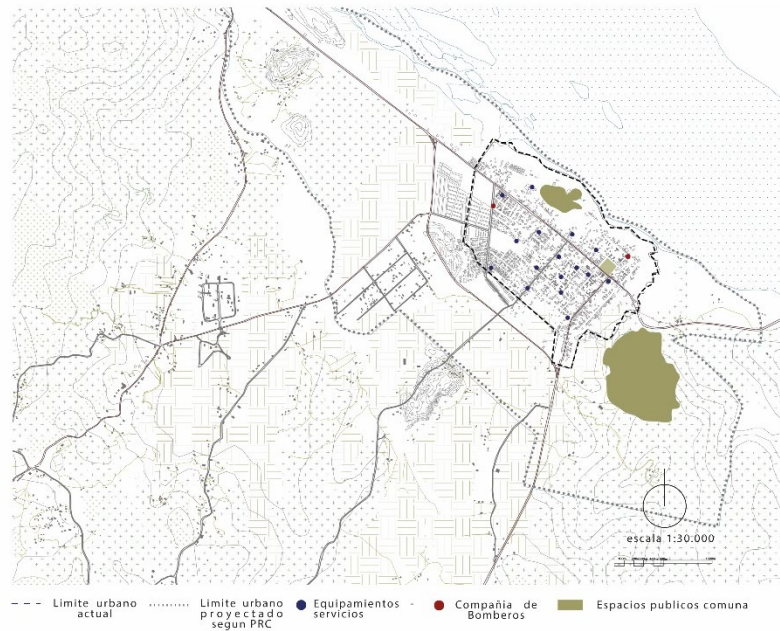 escala 1:30.000
Limite urbano
actual
Limite urbano
proyectado
segun PRC
Equipamientos -
servicios
Compañia de
Bomberos
Espacios publicos comuna